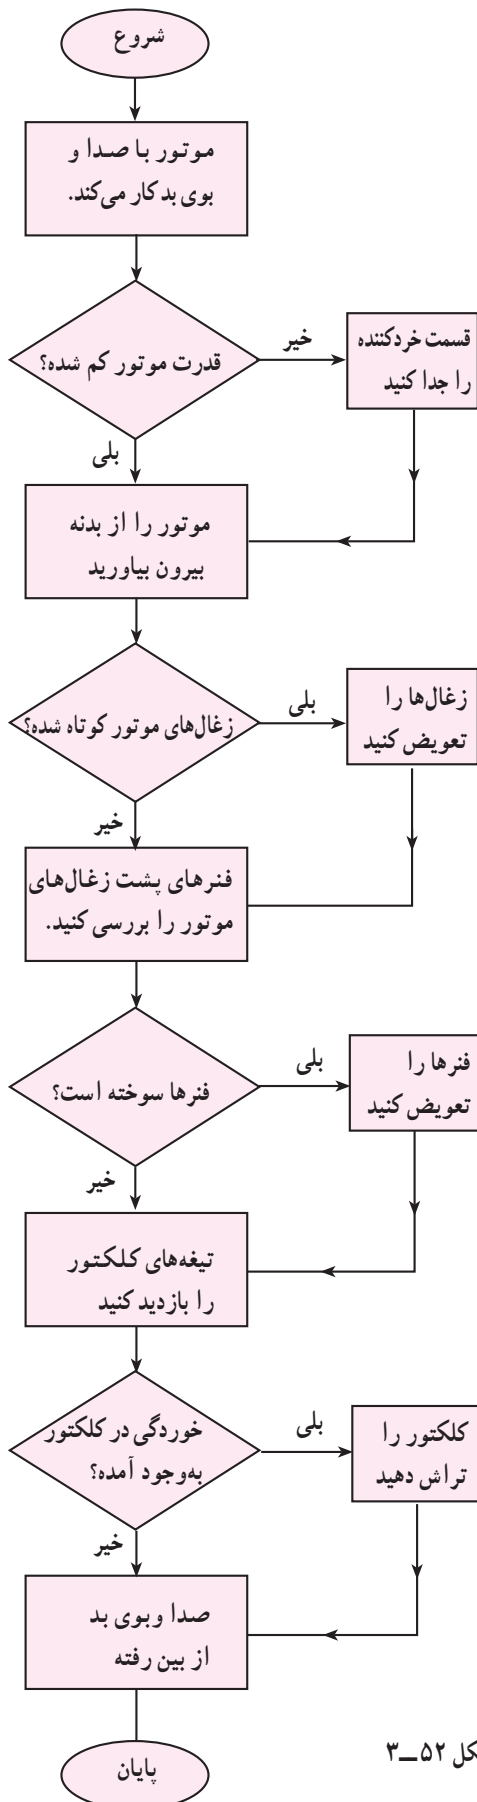 شروع
موتور با صدا و
بوی بد کار می‌کند.
قدرت موتور کم شده؟
خیر
قسمت خردکننده
را جدا کنید
بلی
موتور را از بدنه
بیرون بیاورید
زغال‌های موتور کوتاه شده؟
بلی
زغال‌ها را
تعویض کنید
خیر
فنرهای پشت زغال‌های
موتور را بررسی کنید.
فنرها سوخته است؟
بلی
فنرها را
تعویض کنید
خیر
تیغه‌های کلکتور
را بازدید کنید
خوردگی در کلکتور
به‌وجود آمده؟
بلی
کلکتور را
تراش دهید
خیر
صدا وبوی بد
از بین رفته
پایان
کل ۵۲ــ۳